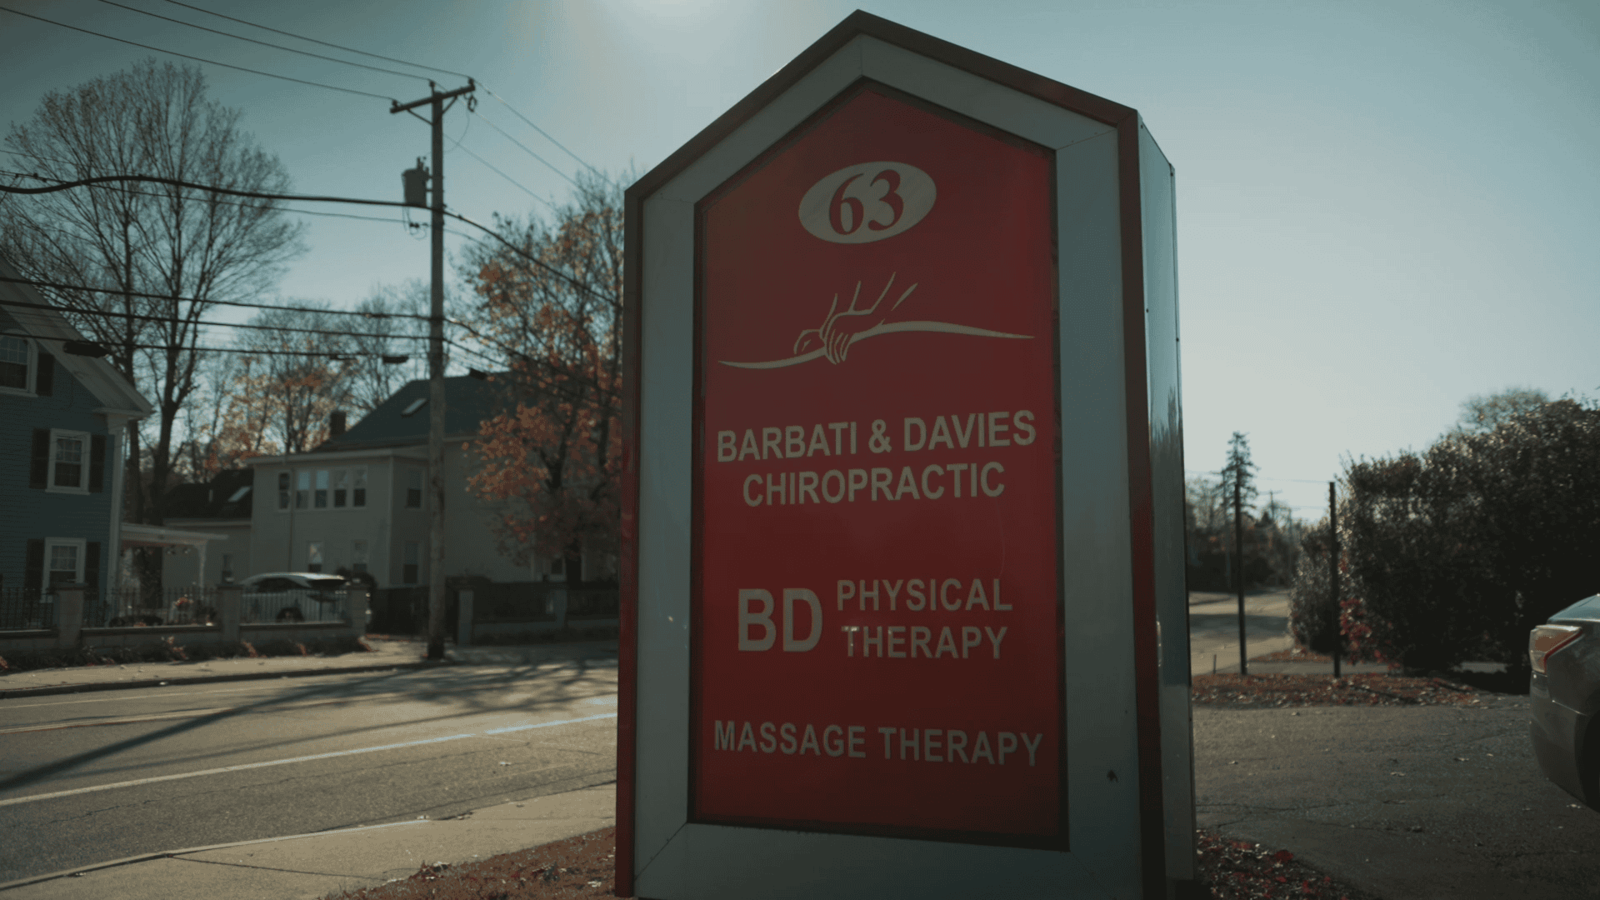 63
BARBATI & DAVIES
CHIROPRACTIC
BD PHYSICAL
THERAPY
MASSAGE THERAPY